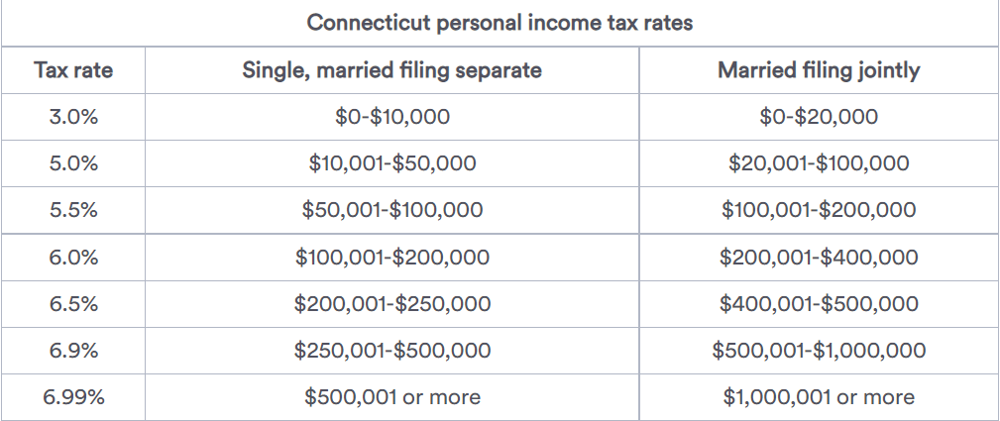 Connecticut personal income tax rates
Tax rate Single, married filing separate Married filing jointly
3.0% $0-$10,000 $0-$20,000
5.0% $10,001-$50,000 $20,001-$100,000
5.5% $50,001-$100,000 $100,001-$200,000
6.0% $100,001-$200,000 $200,001-$400,000
6.5% $200,001-$250,000 $400,001-$500,000
6.9% $250,001-$500,000 $500,001-$1,000,000
6.99% $500,001 or more $1,000,001 or more